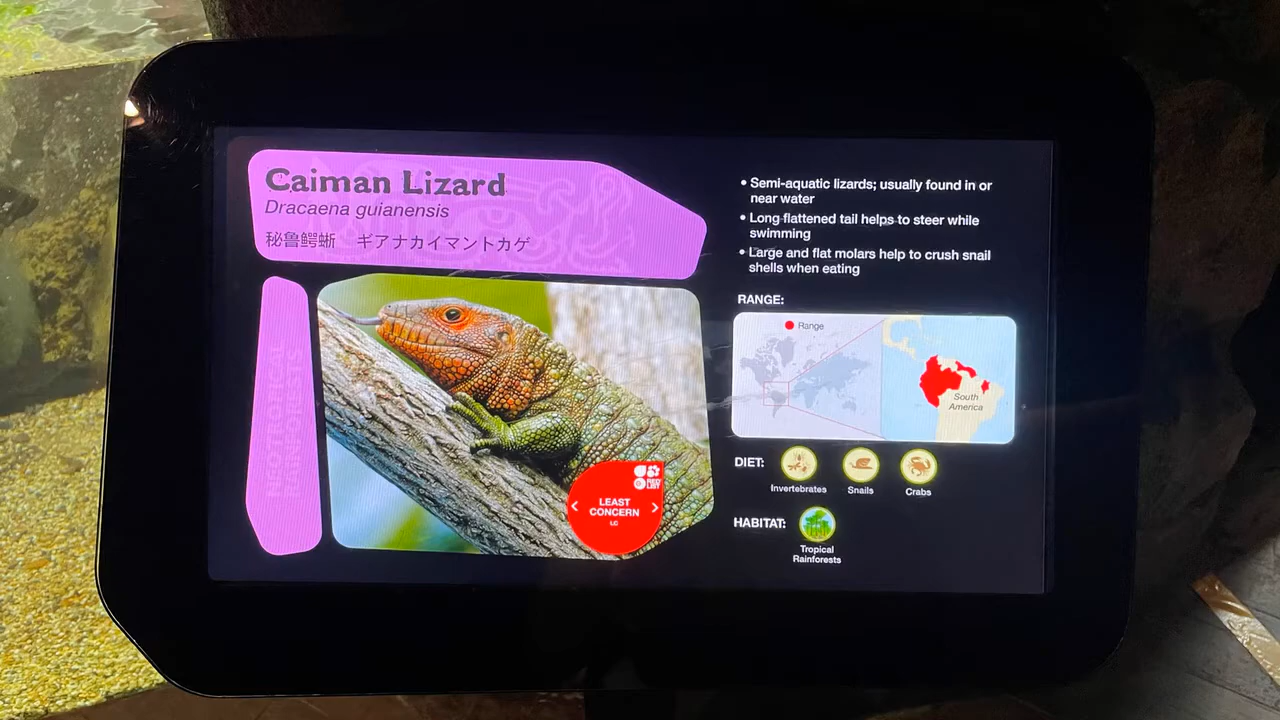 Caiman Lizard
Dracaena guianensis
秘鲁鳄蜥 ギアナカイマントカゲ
NEOTROPICAL
RAINFORESTS
RED
LIST
LEAST
CONCERN
LC
• Semi-aquatic lizards; usually found in or
near water
• Long flattened tail helps to steer while
swimming
• Large and flat molars help to crush snail
shells when eating
RANGE:
Range
South
America
DIET:
Invertebrates
Snails
Crabs
HABITAT:
Tropical
Rainforests